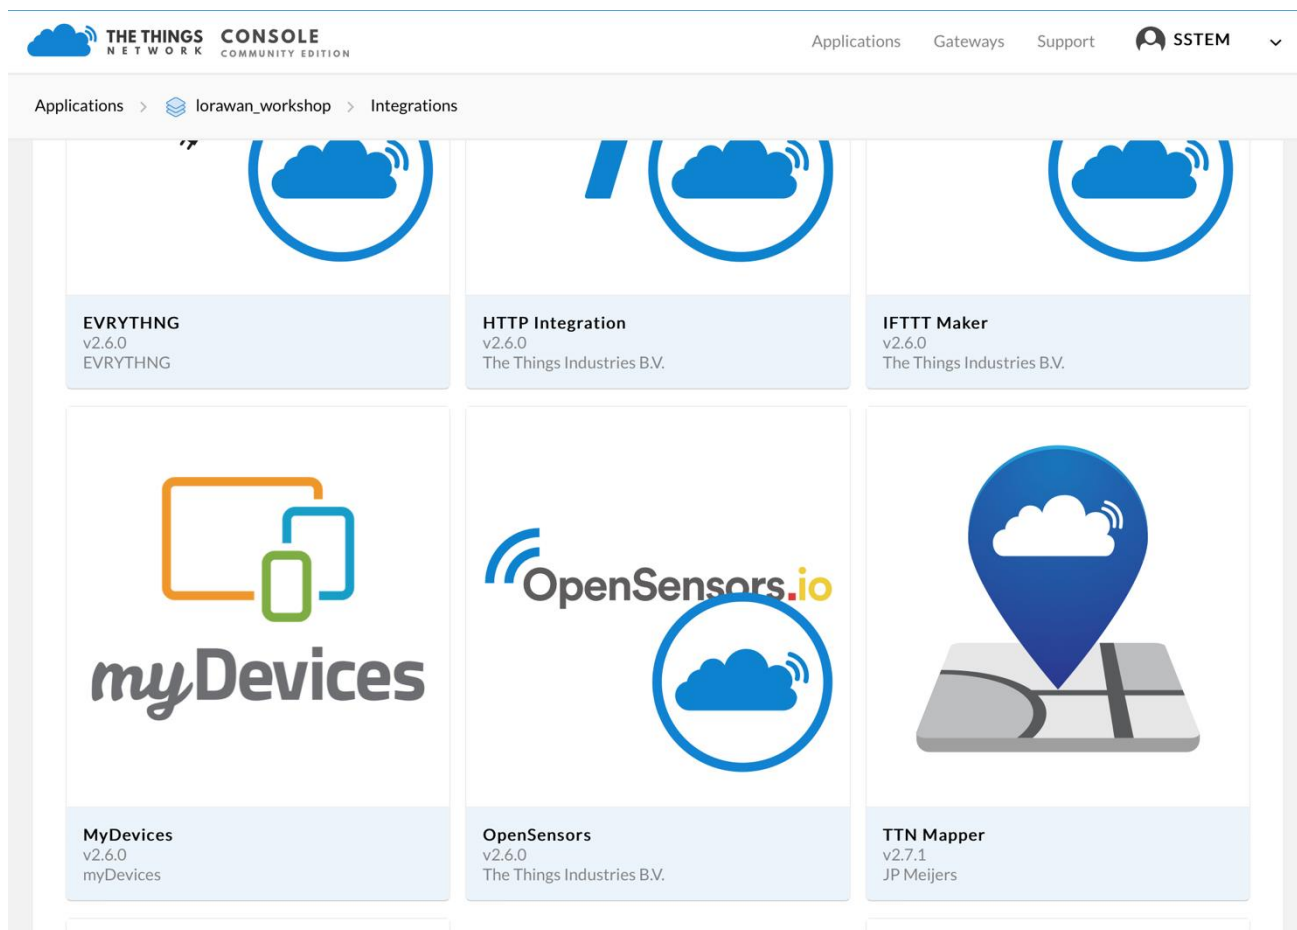 THE THINGS NETWORK CONSOLE COMMUNITY EDITION
Applications Gateways Support SSTEM
Applications > lorawan_workshop > Integrations
EVRYTHNG
v2.6.0
EVRYTHNG
HTTP Integration
v2.6.0
The Things Industries B.V.
IFTTT Maker
v2.6.0
The Things Industries B.V.
myDevices
MyDevices
v2.6.0
myDevices
OpenSensors.io
OpenSensors
v2.6.0
The Things Industries B.V.
TTN Mapper
v2.7.1
JP Meijers